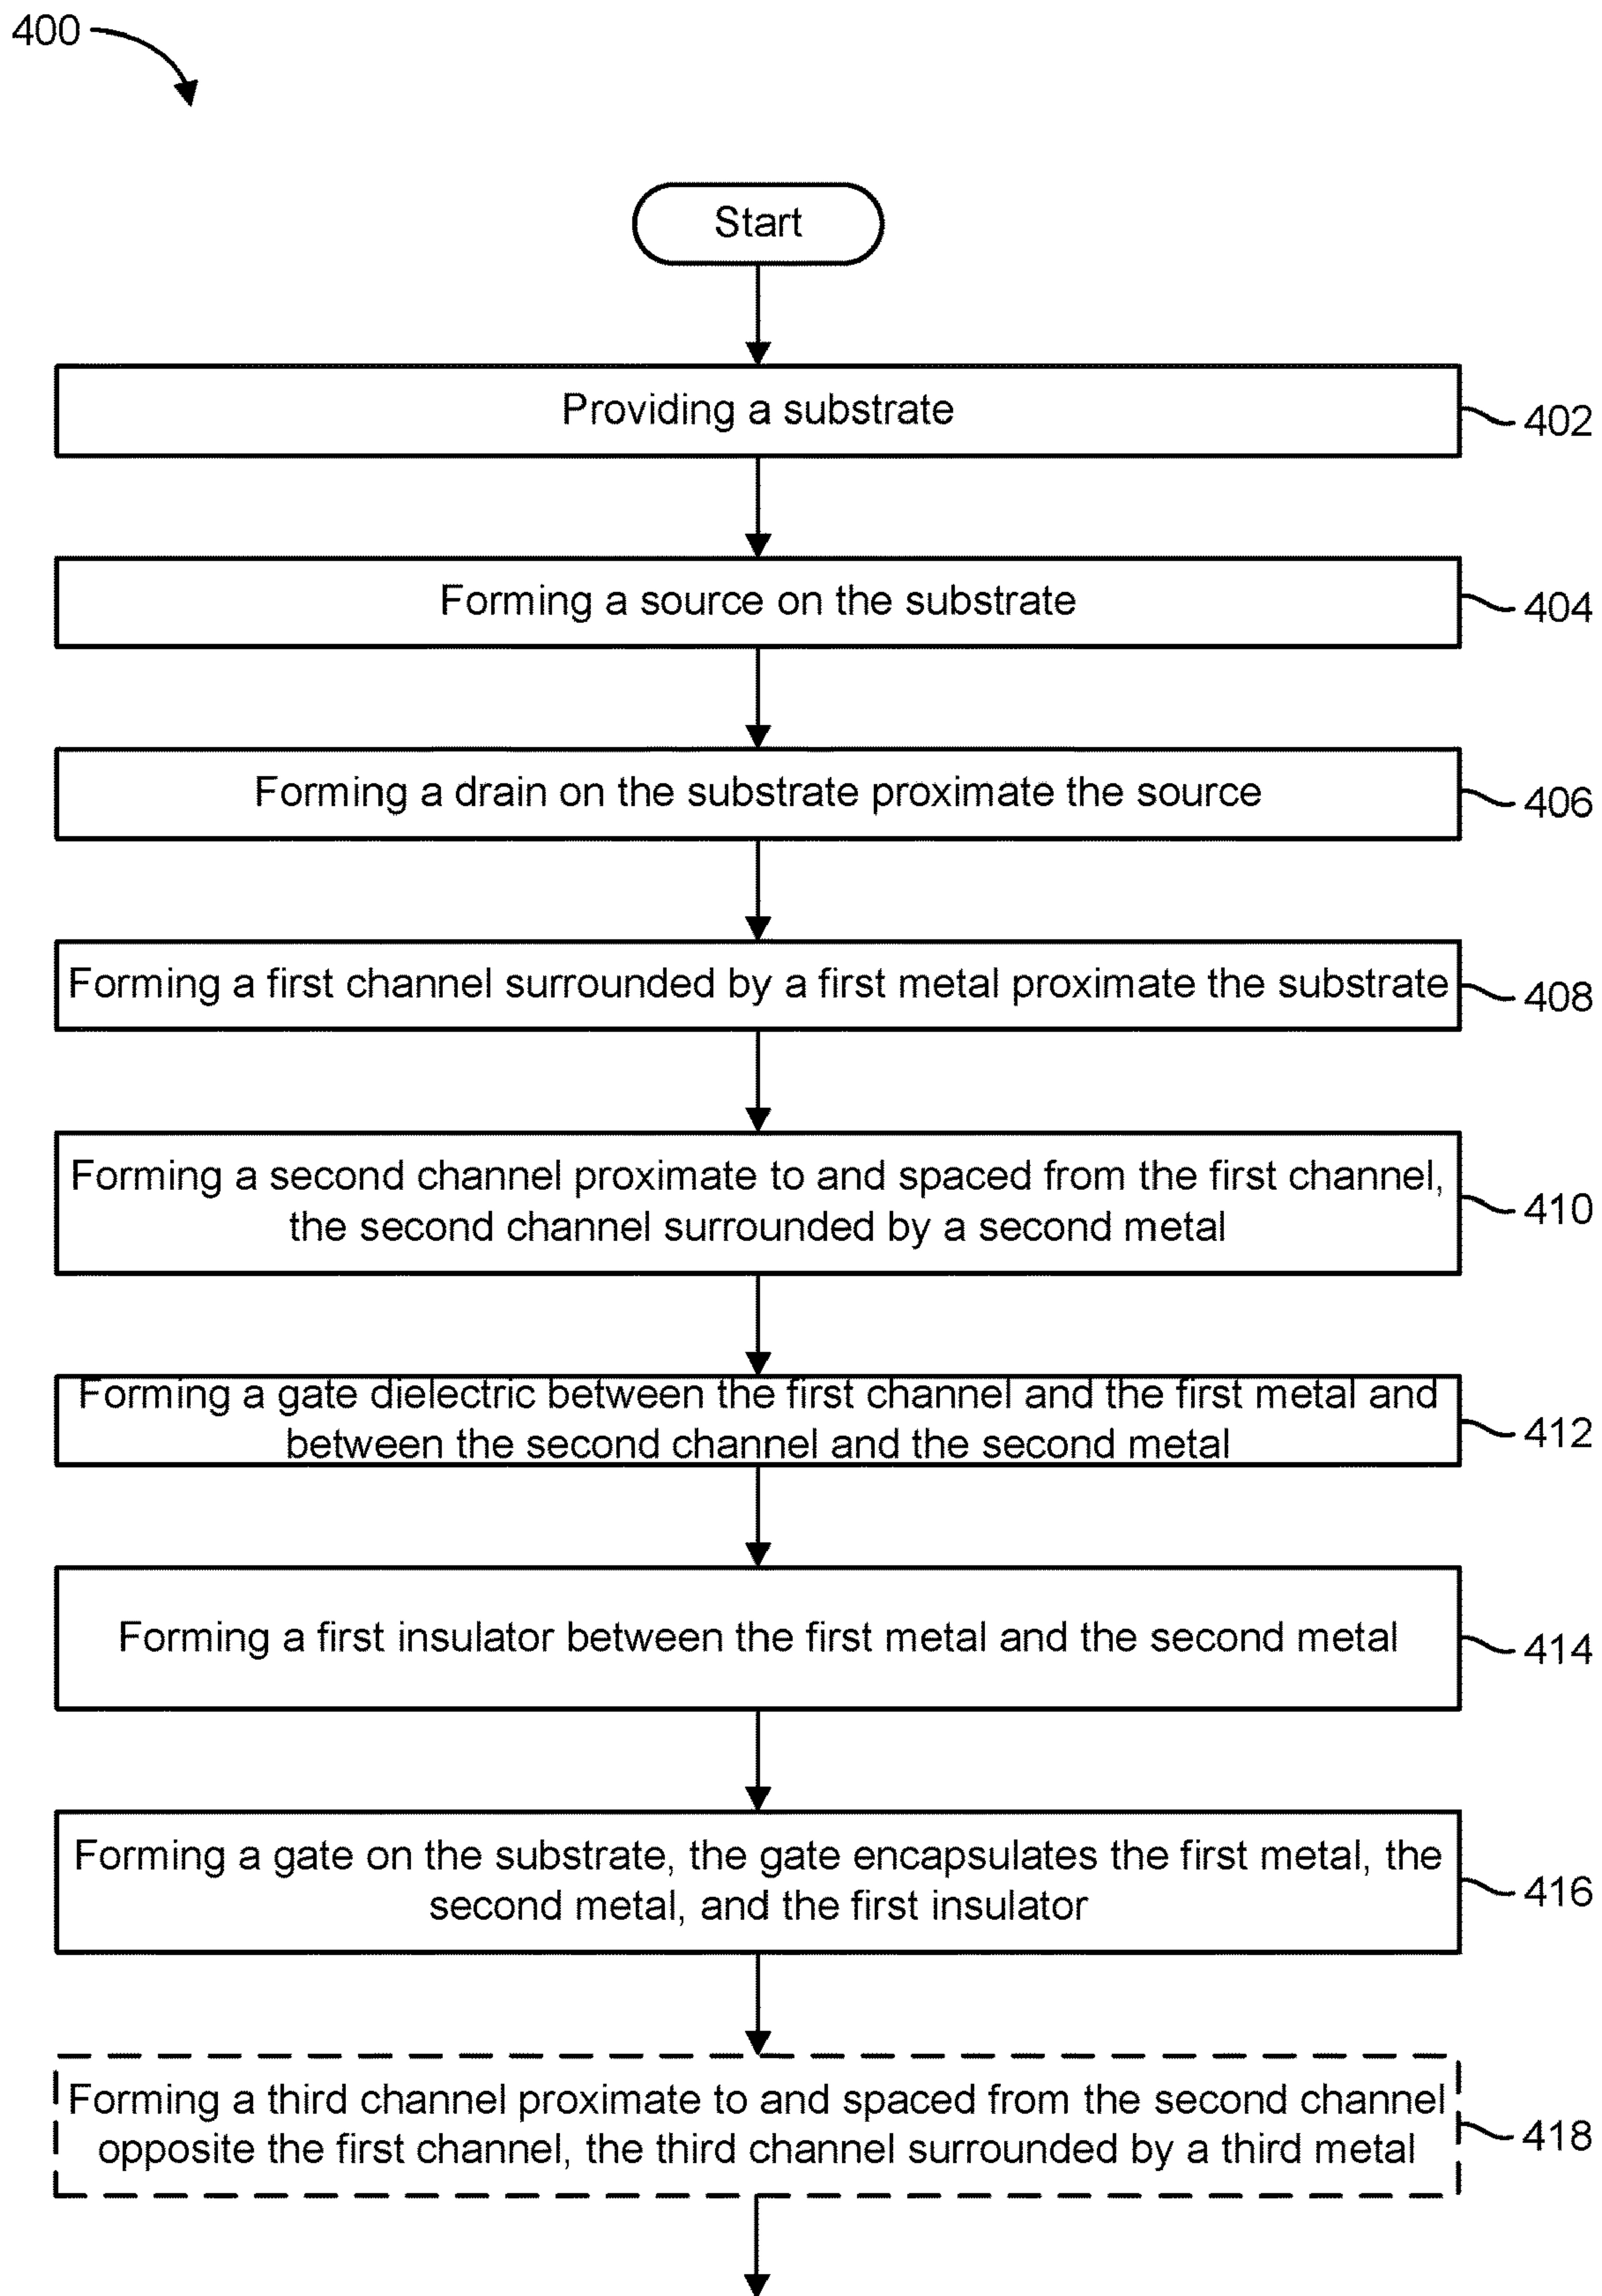 400
Start
Providing a substrate
402
Forming a source on the substrate
404
Forming a drain on the substrate proximate the source
406
Forming a first channel surrounded by a first metal proximate the substrate
408
Forming a second channel proximate to and spaced from the first channel,
the second channel surrounded by a second metal
410
Forming a gate dielectric between the first channel and the first metal and
between the second channel and the second metal
412
Forming a first insulator between the first metal and the second metal
414
Forming a gate on the substrate, the gate encapsulates the first metal, the
second metal, and the first insulator
416
Forming a third channel proximate to and spaced from the second channel
opposite the first channel, the third channel surrounded by a third metal
418